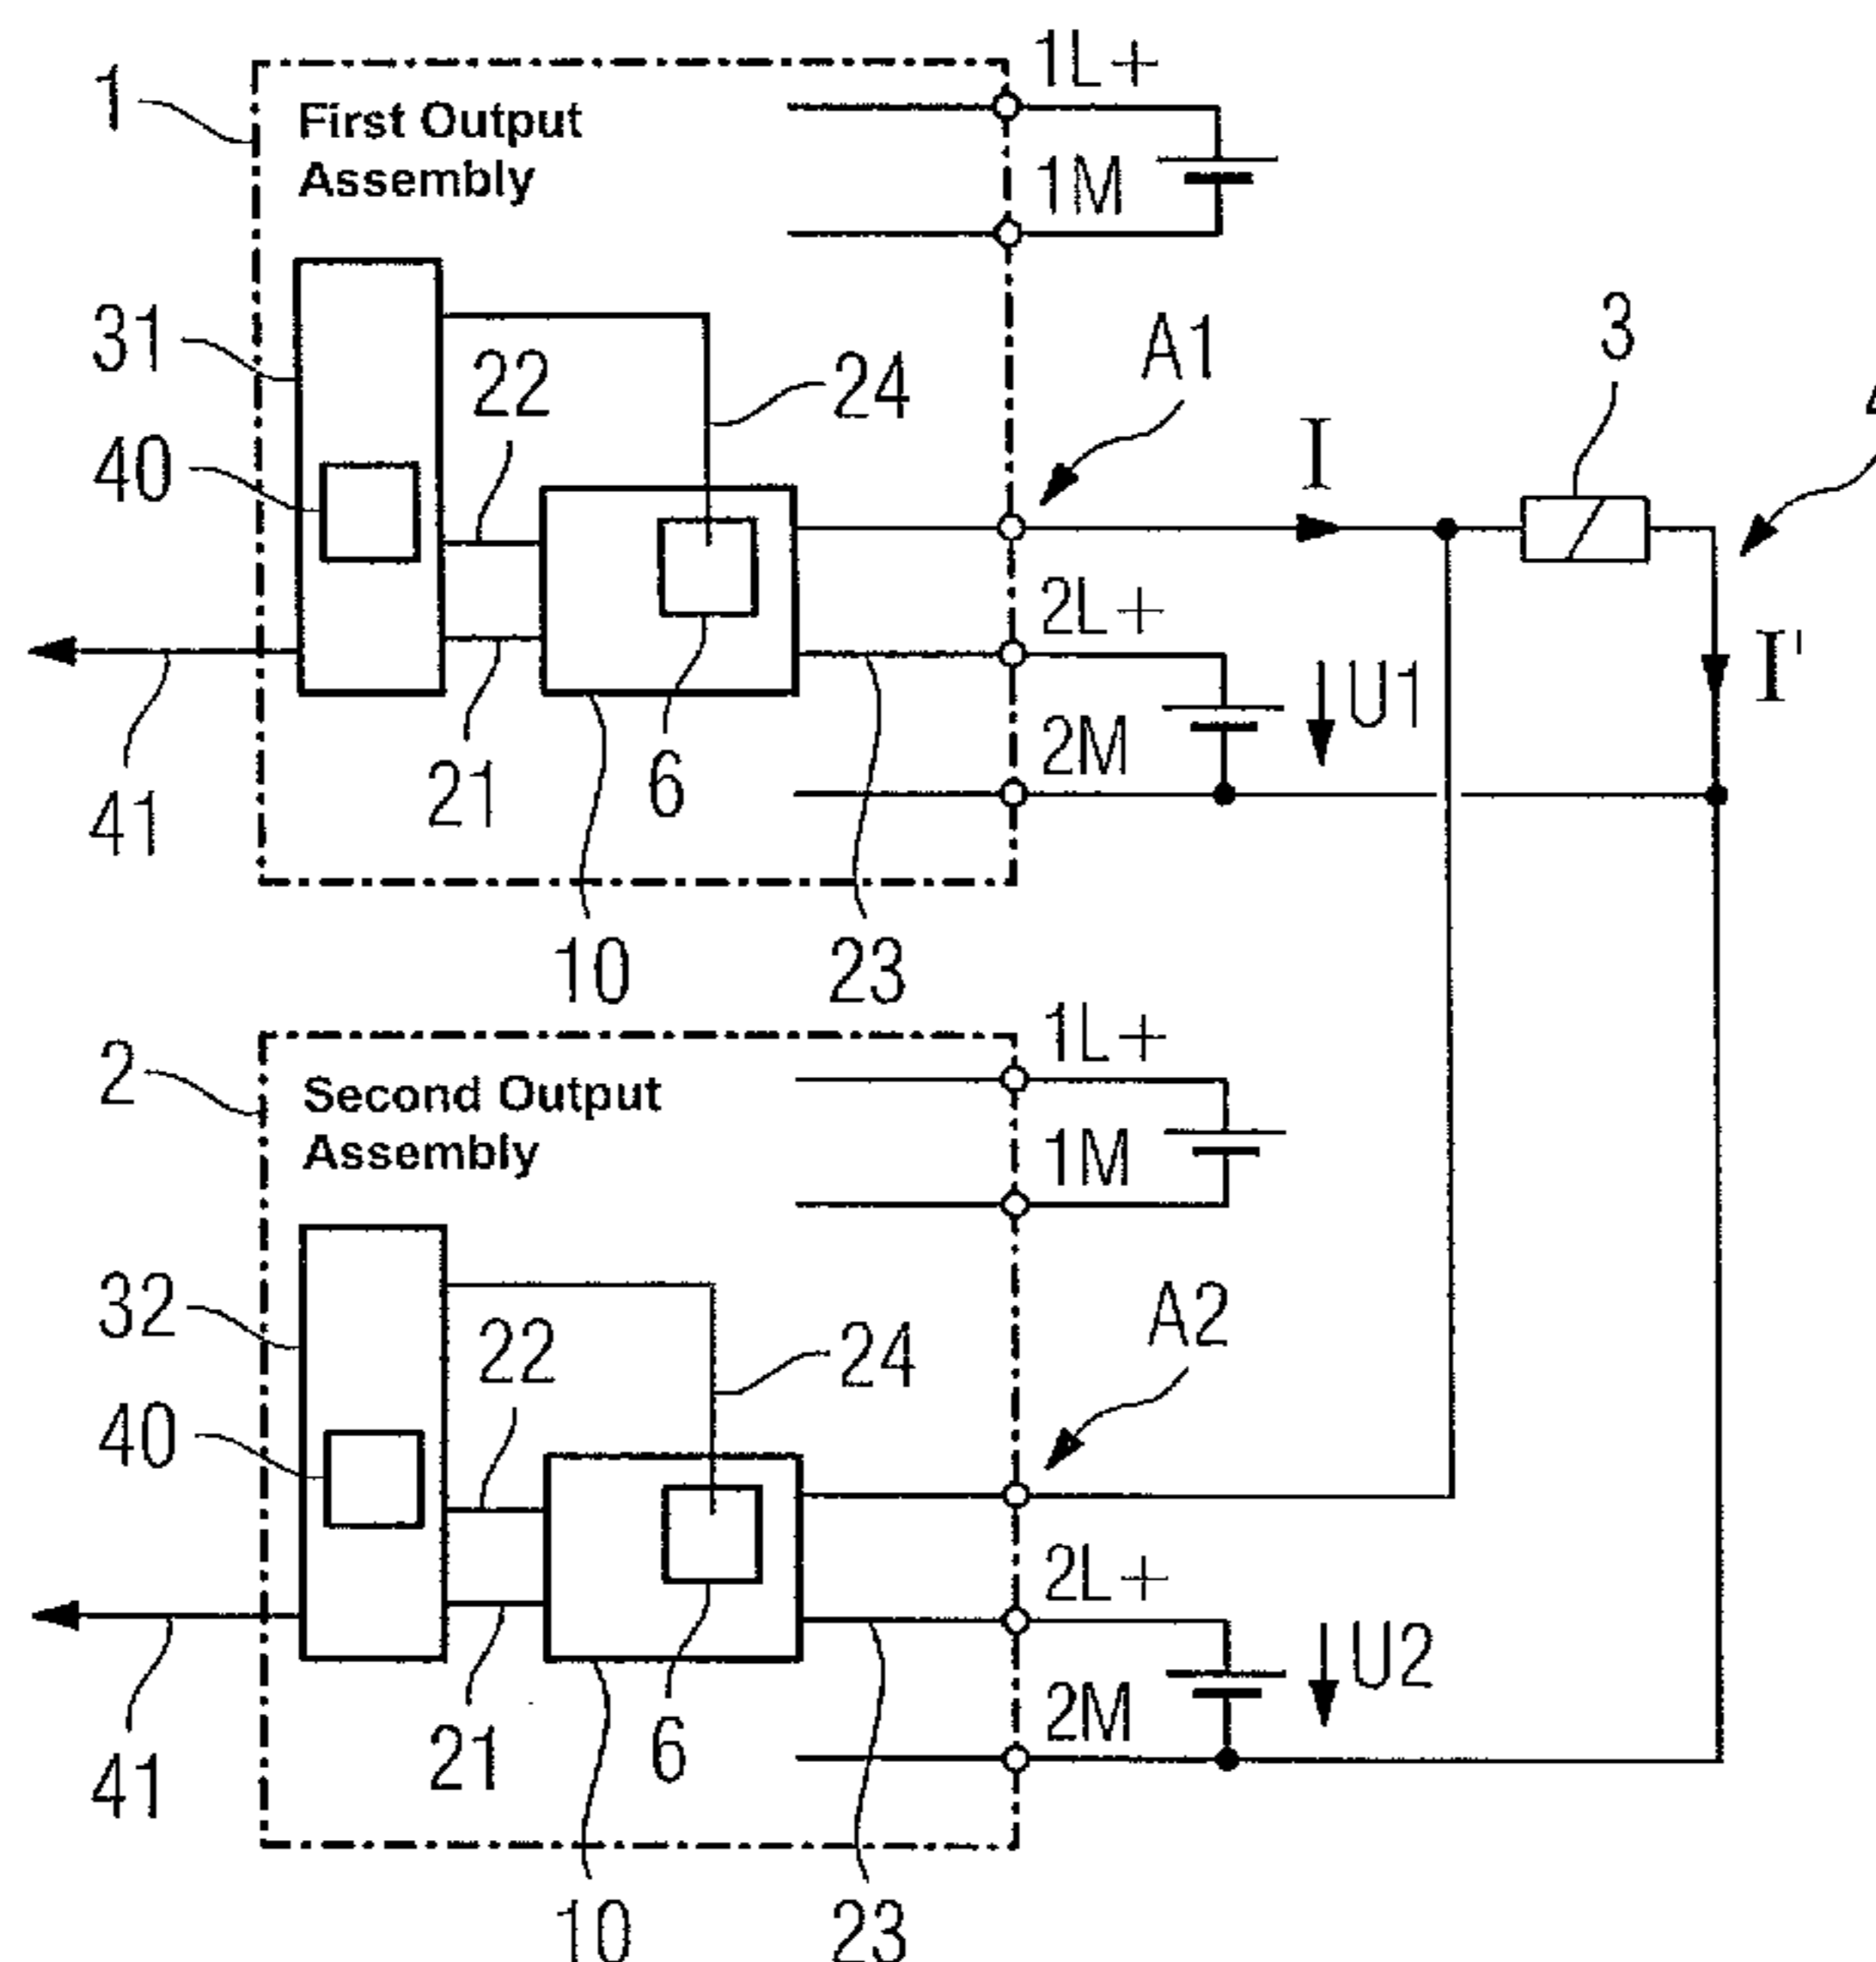 1L+
1
First Output
Assembly
1M
31
22
24
A1
3
4
40
I
2L+
I'
U1
2M
6
21
41
10
23
1L+
2
Second Output
Assembly
1M
32
22
24
A2
40
2L+
U2
2M
6
21
41
10
23